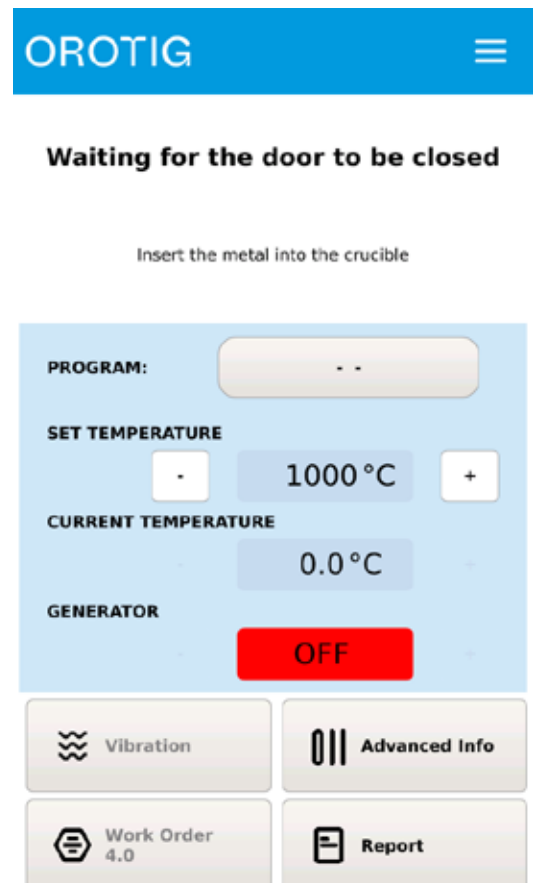 OROTIG
Waiting for the door to be closed
Insert the metal into the crucible
PROGRAM:
- -
SET TEMPERATURE
- 1000 °C +
CURRENT TEMPERATURE
- 0.0 °C +
GENERATOR
- OFF +
Vibration
Advanced Info
Work Order
4.0
Report